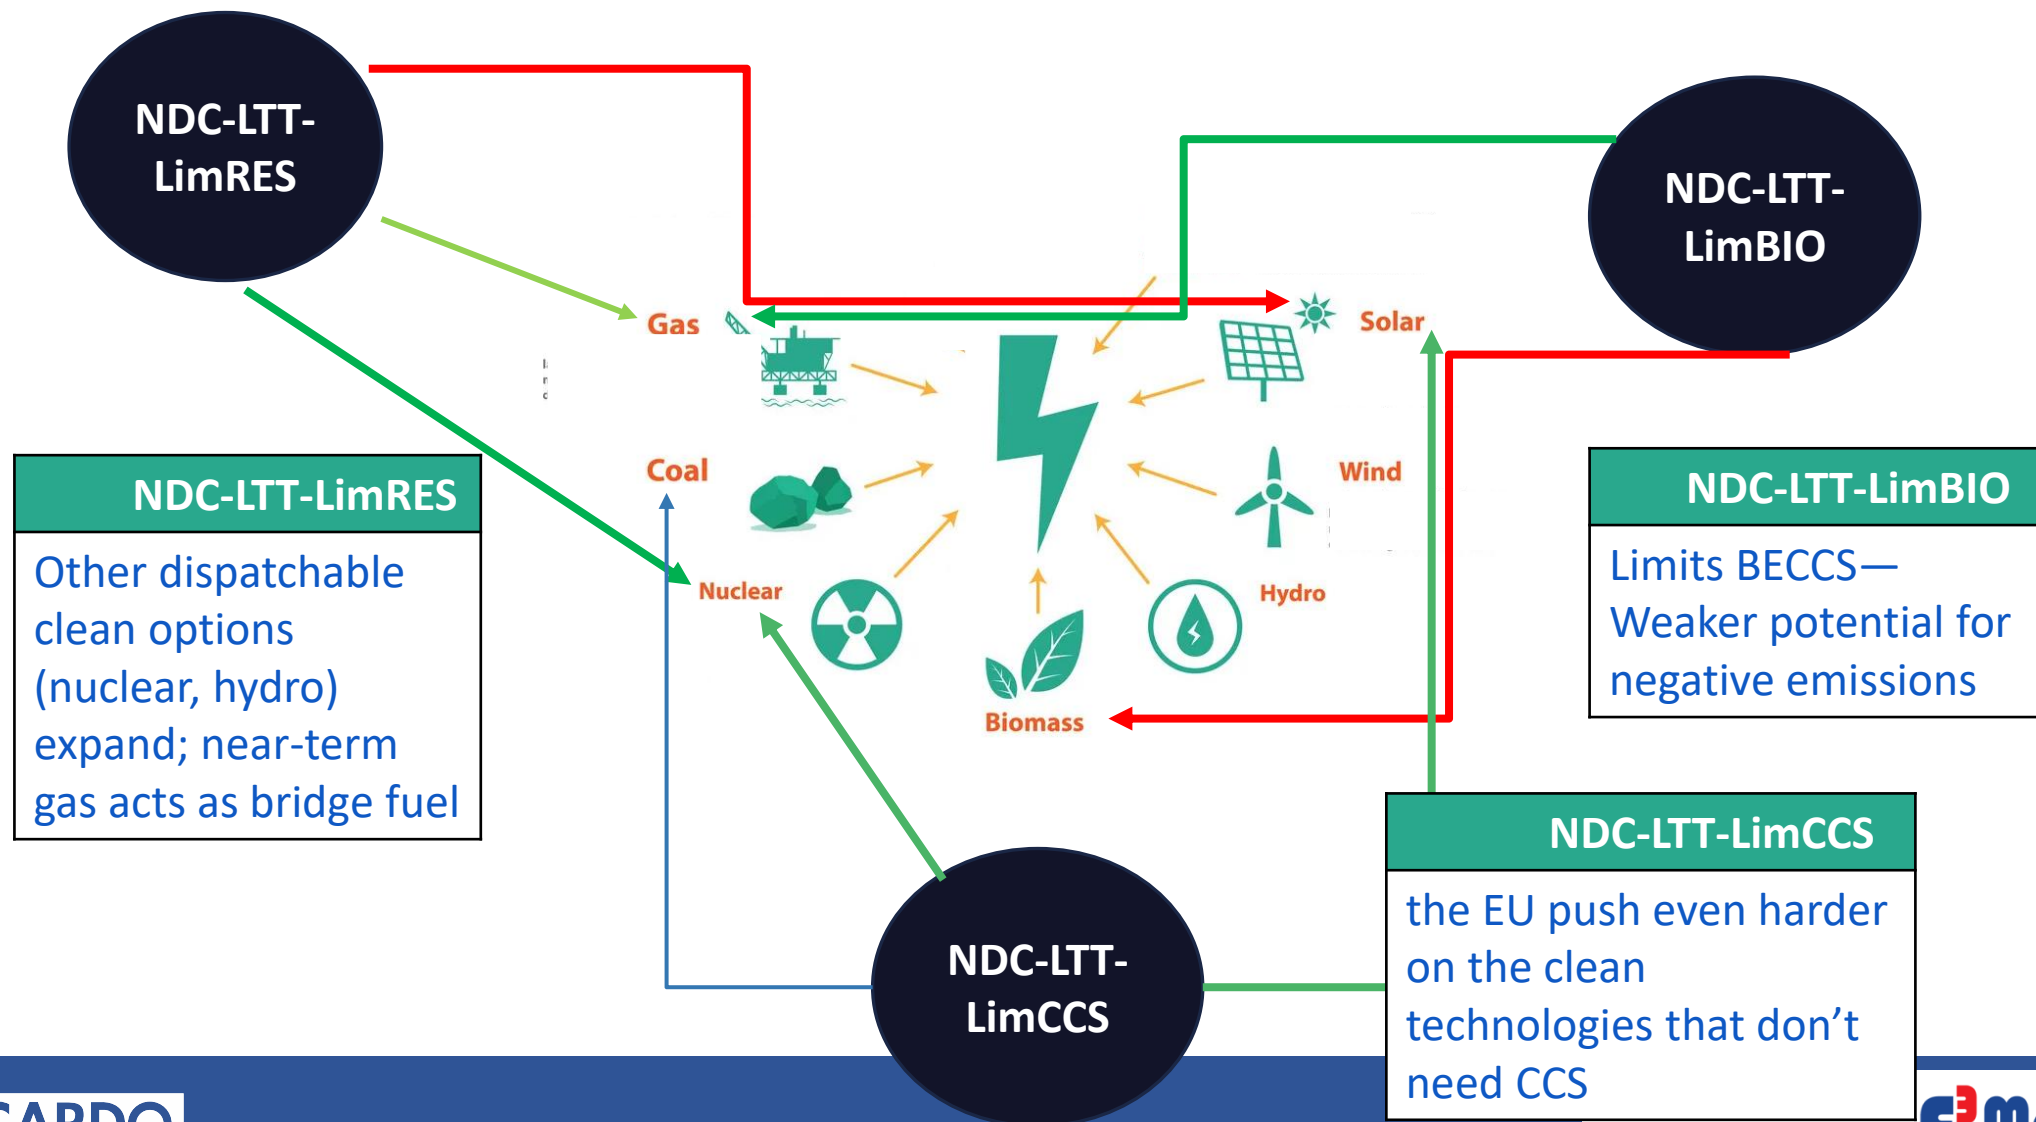 NDC-LTT-
LimRES
NDC-LTT-
LimBIO
Gas
Solar
Coal
Wind
Nuclear
Hydro
Biomass
NDC-LTT-LimRES
Other dispatchable
clean options
(nuclear, hydro)
expand; near-term
gas acts as bridge fuel
NDC-LTT-LimBIO
Limits BECCS—
Weaker potential for
negative emissions
NDC-LTT-
LimCCS
NDC-LTT-LimCCS
the EU push even harder
on the clean
technologies that don’t
need CCS